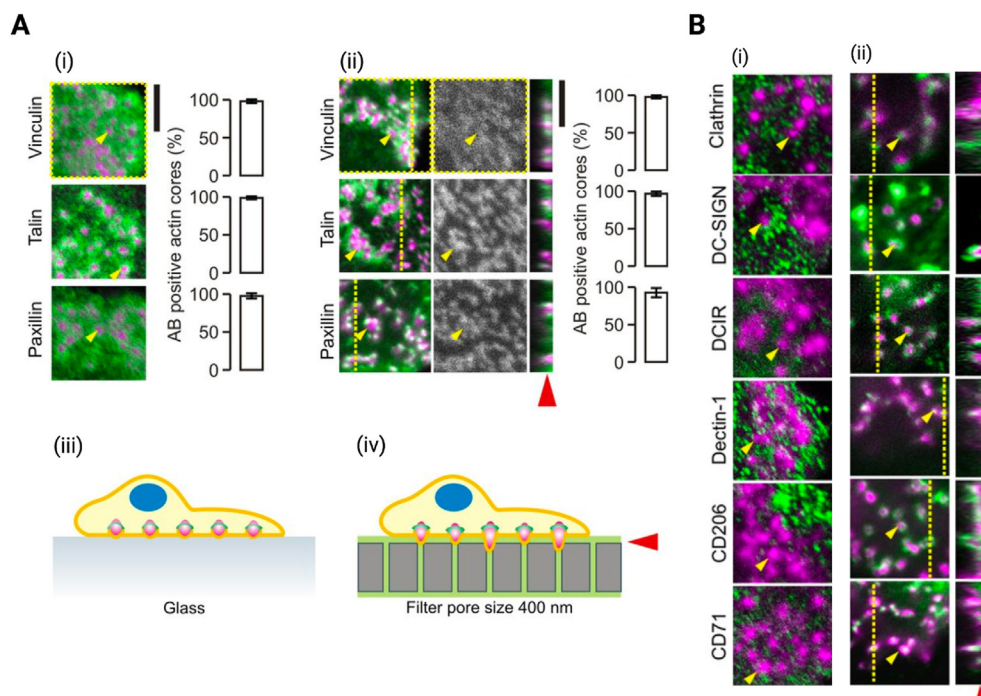 A
B
(i)
(ii)
(i)
(ii)
Vinculin
Talin
Paxillin
100
50
0
100
50
0
100
50
0
AB positive actin cores (%)
Vinculin
Talin
Paxillin
100
50
0
100
50
0
100
50
0
AB positive actin cores (%)
Clathrin
DC-SIGN
DCIR
Dectin-1
CD206
CD71
(iii)
(iv)
Glass
Filter pore size 400 nm